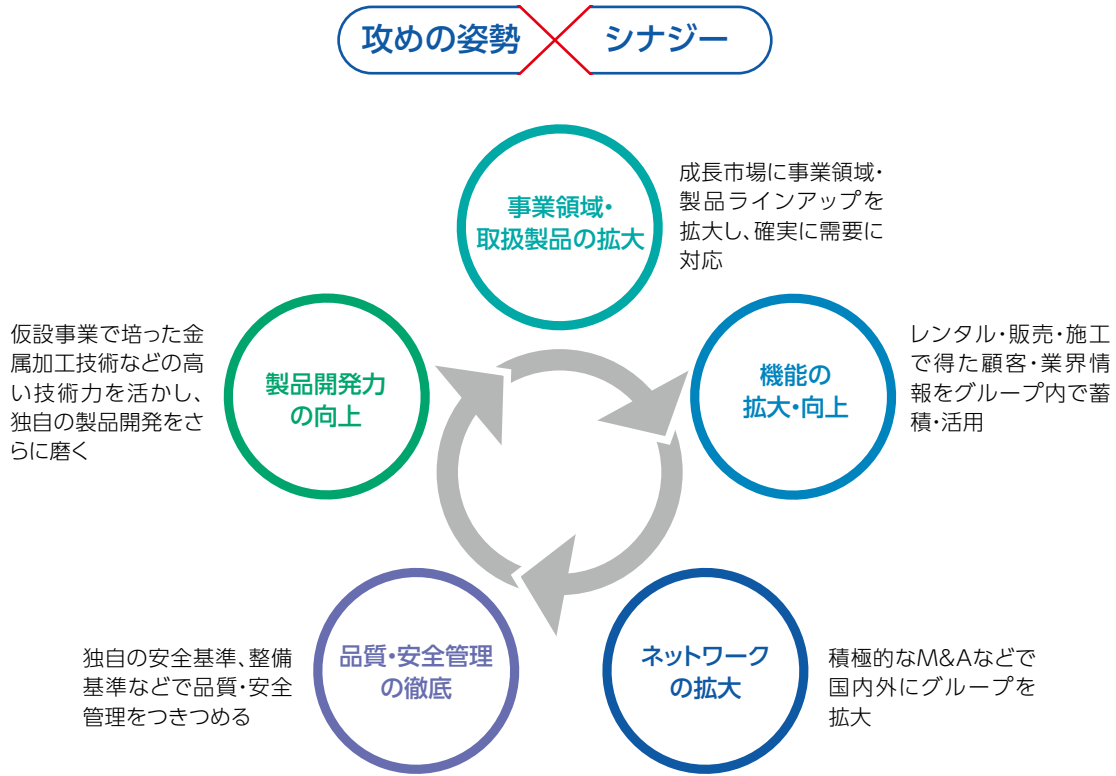 攻めの姿勢 シナジー
事業領域・
取扱製品の拡大
成長市場に事業領域・
製品ラインアップを
拡大し、確実に需要に
対応
機能の
拡大・向上
レンタル・販売・施工
で得た顧客・業界情
報をグループ内で蓄
積・活用
ネットワーク
の拡大
積極的なM&Aなどで
国内外にグループを
拡大
品質・安全管理
の徹底
独自の安全基準、整備
基準などで品質・安全
管理をつきつめる
製品開発力
の向上
仮設事業で培った金
属加工技術などの高
い技術力を活かし、
独自の製品開発をさ
らに磨く